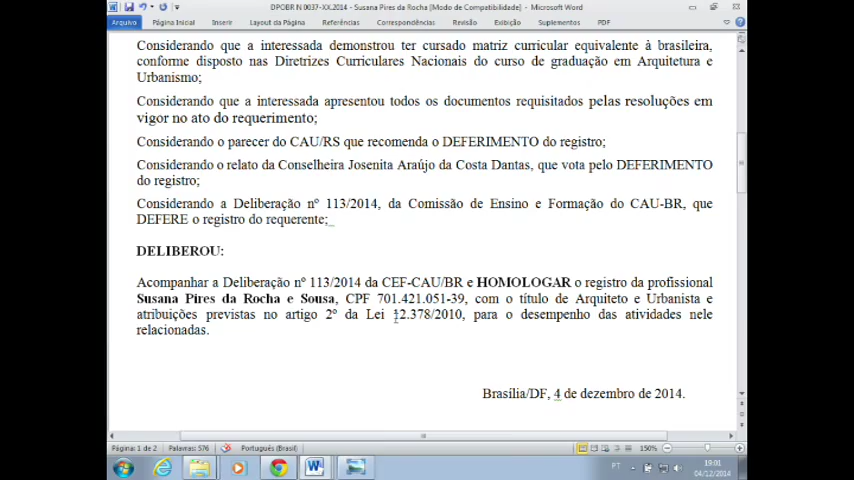 DPOBR N 0037-XX.2014 - Susana Pires da Rocha [Modo de Compatibilidade] - Microsoft Word
Arquivo Página Inicial Inserir Layout da Página Referências Correspondências Revisão Exibição Suplementos PDF
Considerando que a interessada demonstrou ter cursado matriz curricular equivalente à brasileira,
conforme disposto nas Diretrizes Curriculares Nacionais do curso de graduação em Arquitetura e
Urbanismo;
Considerando que a interessada apresentou todos os documentos requisitados pelas resoluções em
vigor no ato do requerimento;
Considerando o parecer do CAU/RS que recomenda o DEFERIMENTO do registro;
Considerando o relato da Conselheira Josenita Araújo da Costa Dantas, que vota pelo DEFERIMENTO
do registro;
Considerando a Deliberação nº 113/2014, da Comissão de Ensino e Formação do CAU-BR, que
DEFERE o registro do requerente;
DELIBEROU:
Acompanhar a Deliberação nº 113/2014 da CEF-CAU/BR e HOMOLOGAR o registro da profissional
Susana Pires da Rocha e Sousa, CPF 701.421.051-39, com o título de Arquiteto e Urbanista e
atribuições previstas no artigo 2º da Lei 12.378/2010, para o desempenho das atividades nele
relacionadas.
Brasília/DF, 4 de dezembro de 2014.
Página: 1 de 2 Palavras: 576 Português (Brasil) 150%
PT 19:01
04/12/2014